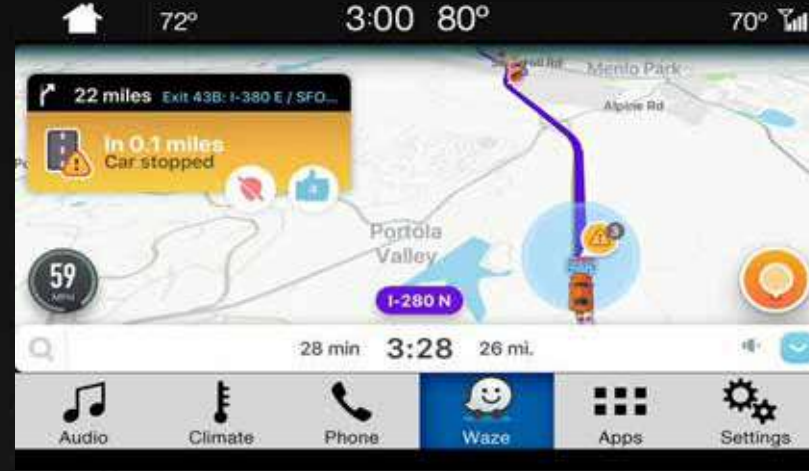 72° 3:00 80° 70°
22 miles Exit 43B: I-380 E / SFO...
In 0.1 miles
Car stopped
Menlo Park
Alpine Rd
Portola
Valley
59
MPH
I-280 N
28 min 3:28 26 mi.
Audio Climate Phone Waze Apps Settings